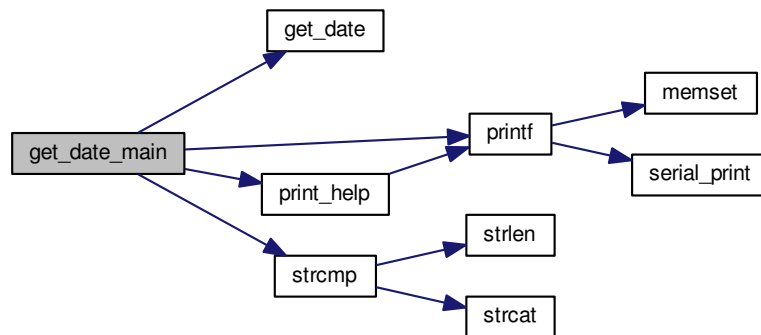 get_date
memset
printf
get_date_main
serial_print
print_help
strlen
strcmp
strcat